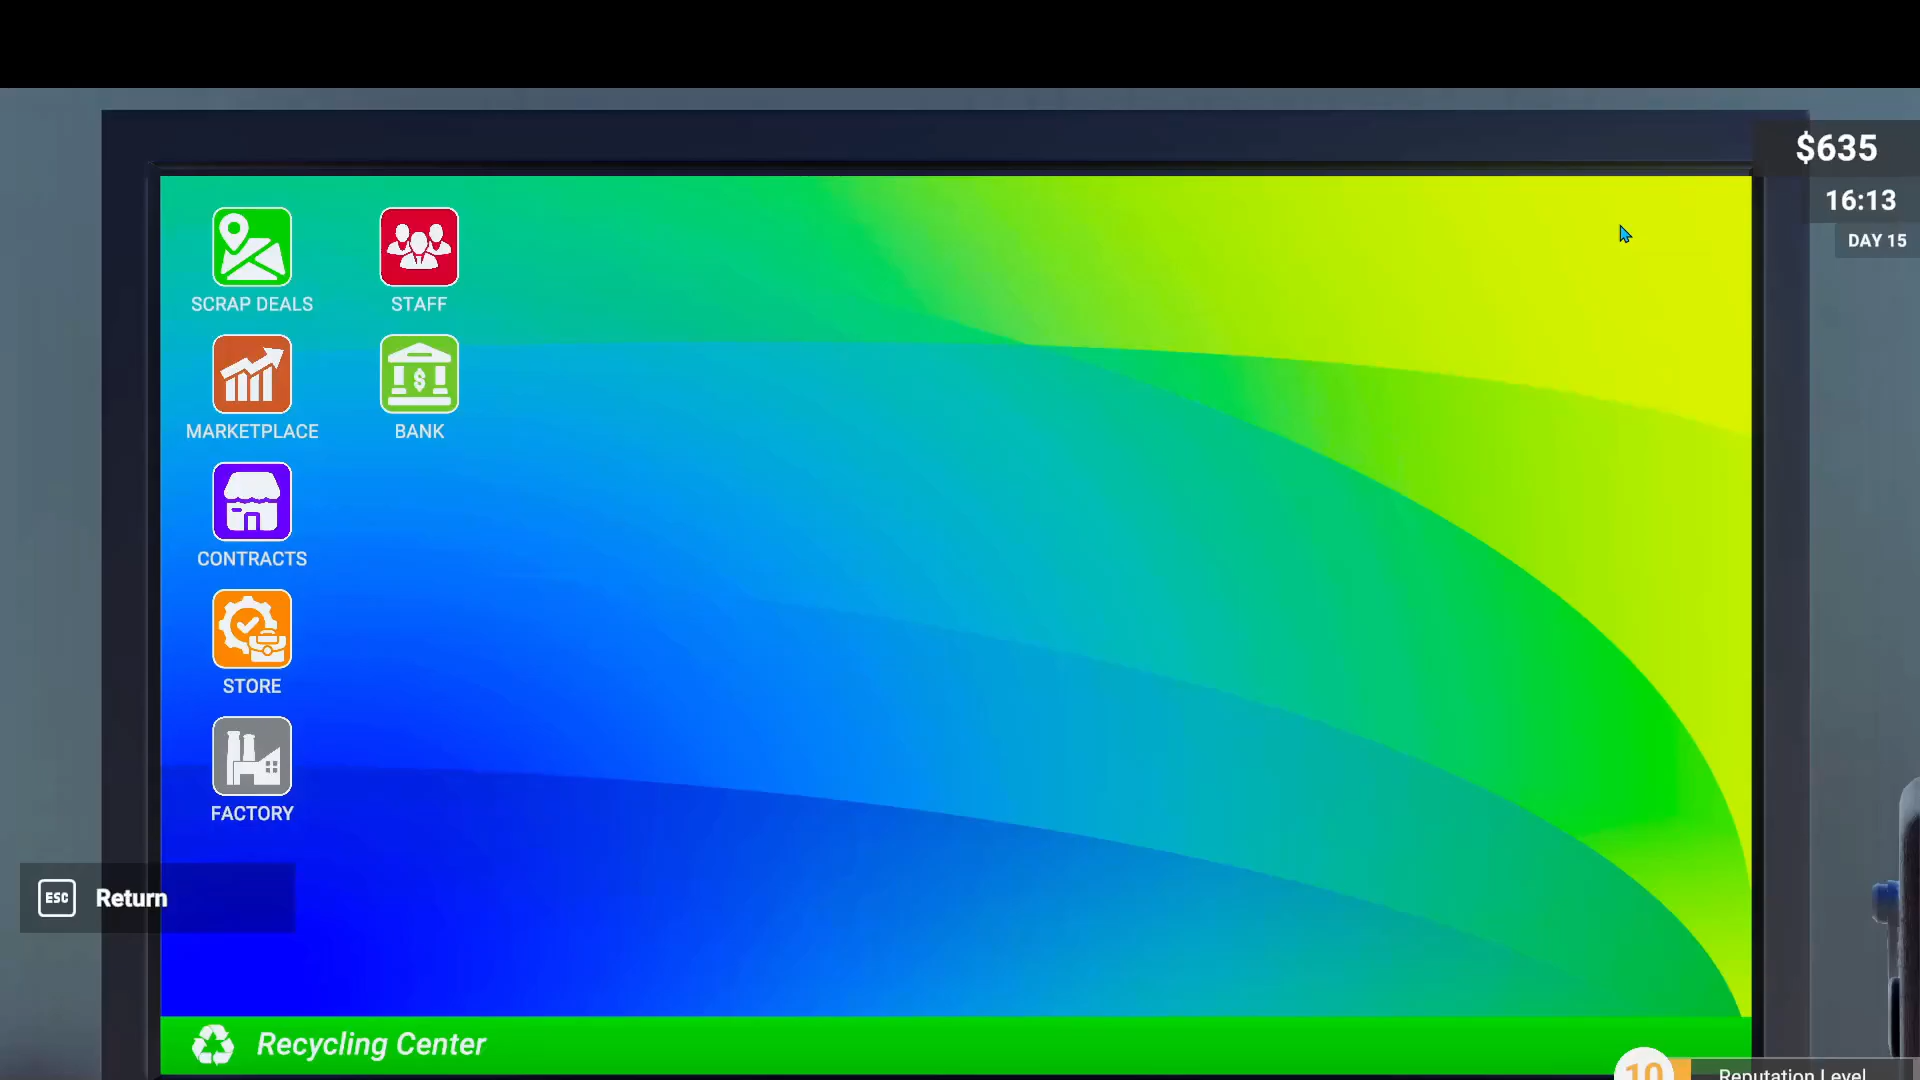 $635
16:13
DAY 15
SCRAP DEALS
STAFF
MARKETPLACE
BANK
CONTRACTS
STORE
FACTORY
ESC Return
Recycling Center
10 Reputation Level